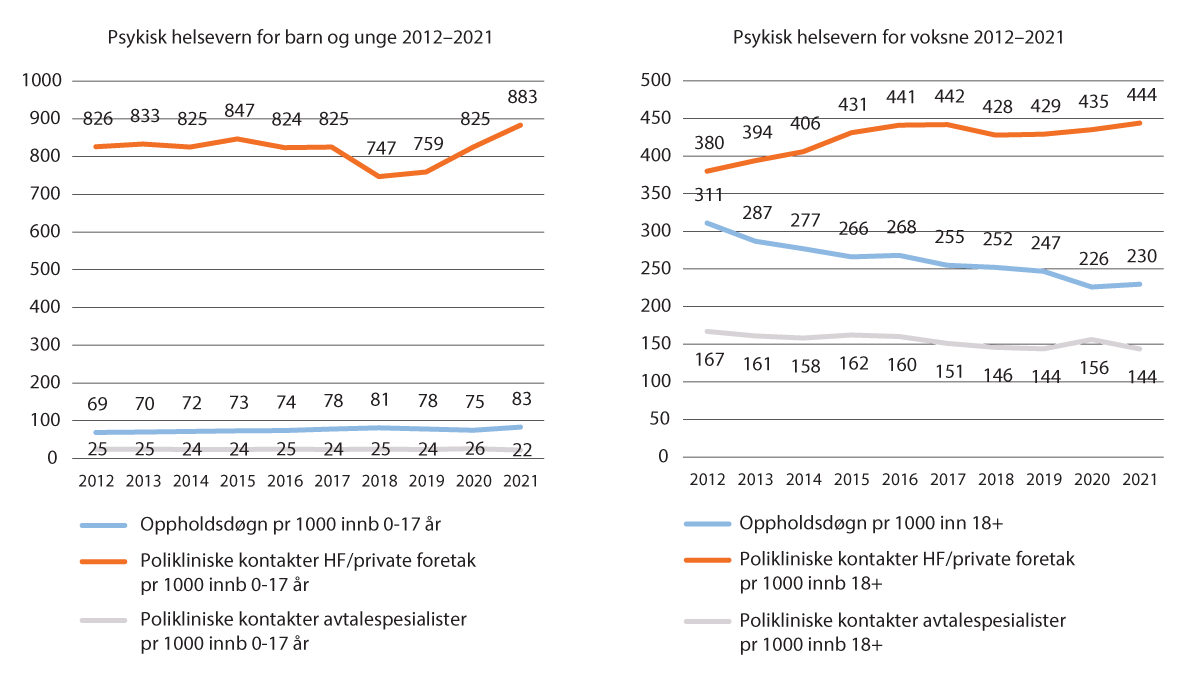 Psykisk helsevern for barn og unge 2012–2021
1000
900
800
700
600
500
400
300
200
100
0
826 833 825 847 824 825 747 759 825 883
69 70 72 73 74 78 81 78 75 83
25 25 24 24 25 24 25 24 26 22
2012 2013 2014 2015 2016 2017 2018 2019 2020 2021
Oppholdsdøgn pr 1000 innb 0-17 år
Polikliniske kontakter HF/private foretak
pr 1000 innb 0-17 år
Polikliniske kontakter avtalespesialister
pr 1000 innb 0-17 år
Psykisk helsevern for voksne 2012–2021
500
450
400
350
300
250
200
150
100
50
0
380 394 406 431 441 442 428 429 435 444
311 287 277 266 268 255 252 247 226 230
167 161 158 162 160 151 146 144 156 144
2012 2013 2014 2015 2016 2017 2018 2019 2020 2021
Oppholdsdøgn pr 1000 inn 18+
Polikliniske kontakter HF/private foretak
pr 1000 innb 18+
Polikliniske kontakter avtalespesialister
pr 1000 innb 18+